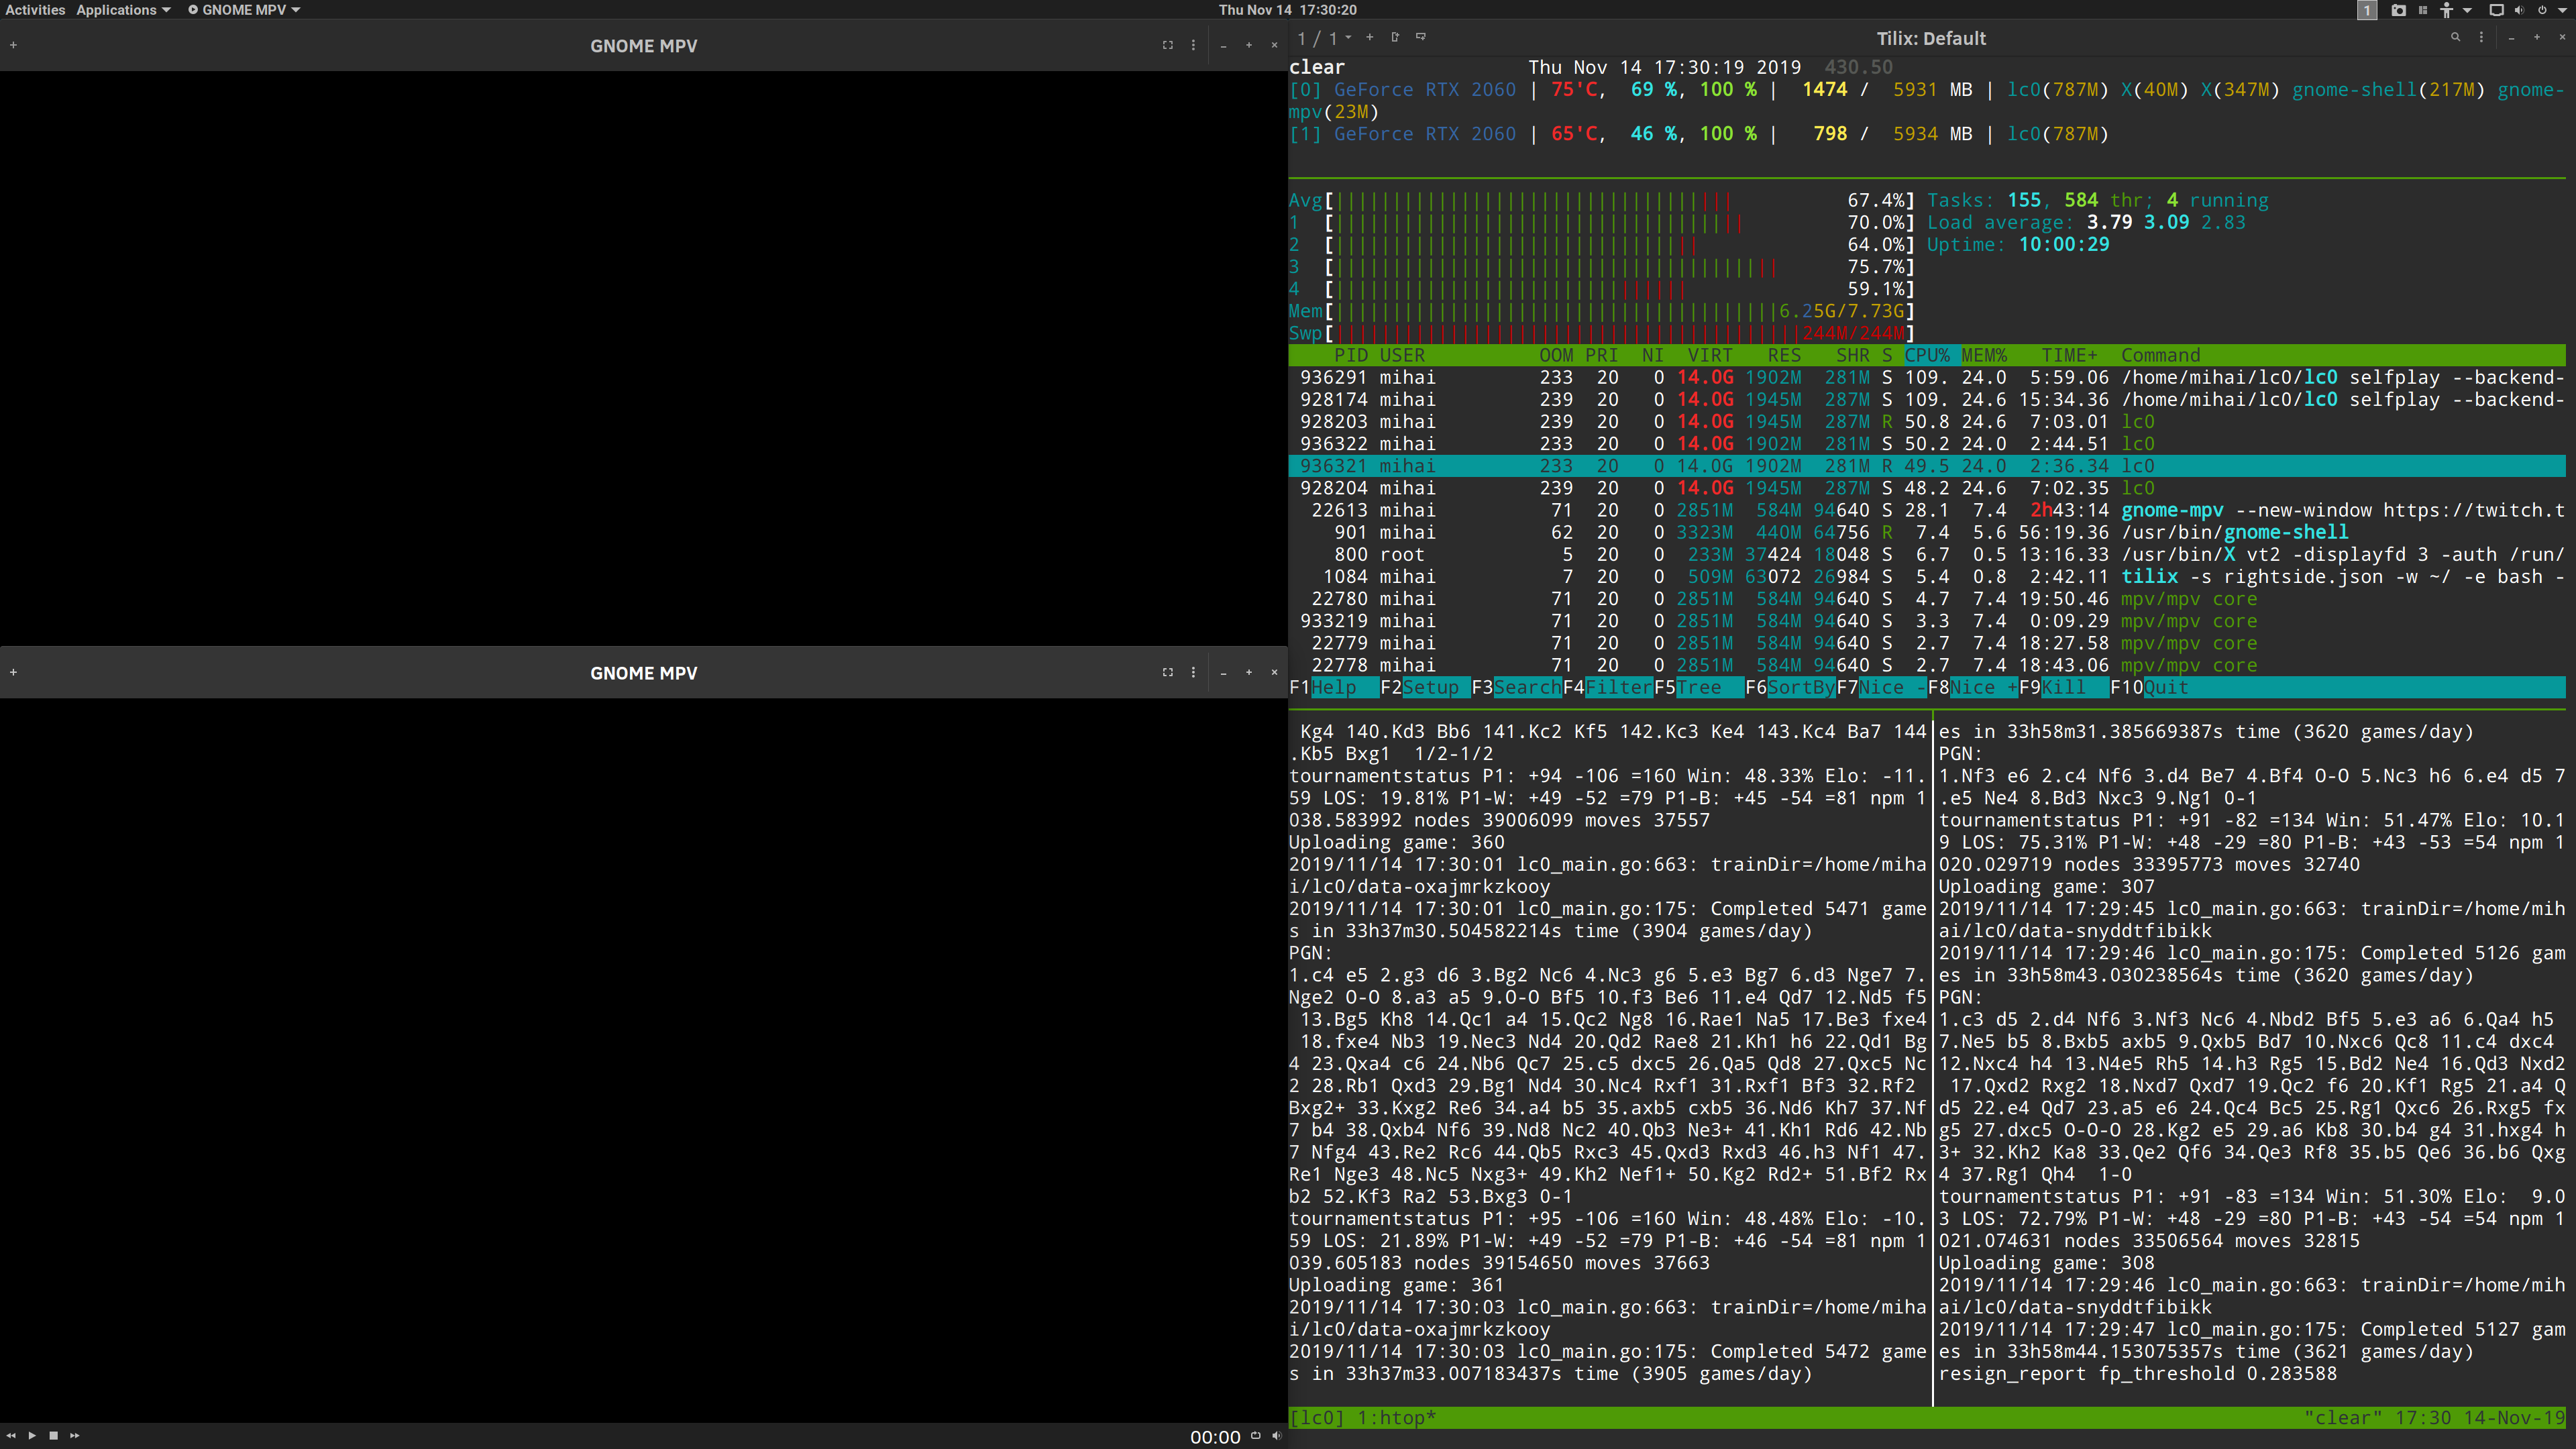 Activities Applications GNOME MPV Thu Nov 14 17:30:20 1
GNOME MPV
GNOME MPV
00:00
1 / 1 Tilix: Default
clear Thu Nov 14 17:30:19 2019 430.50
[0] GeForce RTX 2060 | 75'C, 69 %, 100 % | 1474 / 5931 MB | lc0(787M) X(40M) X(347M) gnome-shell(217M) gnome-
mpv(23M)
[1] GeForce RTX 2060 | 65'C, 46 %, 100 % | 798 / 5934 MB | lc0(787M)
Avg[ 67.4%] Tasks: 155, 584 thr; 4 running
1 [ 70.0%] Load average: 3.79 3.09 2.83
2 [ 64.0%] Uptime: 10:00:29
3 [ 75.7%]
4 [ 59.1%]
Mem[ 6.25G/7.73G]
Swp[ 244M/244M]
PID USER OOM PRI NI VIRT RES SHR S CPU% MEM% TIME+ Command
936291 mihai 233 20 0 14.0G 1902M 281M S 109. 24.0 5:59.06 /home/mihai/lc0/lc0 selfplay --backend-
928174 mihai 239 20 0 14.0G 1945M 287M S 109. 24.6 15:34.36 /home/mihai/lc0/lc0 selfplay --backend-
928203 mihai 239 20 0 14.0G 1945M 287M R 50.8 24.6 7:03.01 lc0
936322 mihai 233 20 0 14.0G 1902M 281M S 50.2 24.0 2:44.51 lc0
936321 mihai 233 20 0 14.0G 1902M 281M R 49.5 24.0 2:36.34 lc0
928204 mihai 239 20 0 14.0G 1945M 287M S 48.2 24.6 7:02.35 lc0
22613 mihai 71 20 0 2851M 584M 94640 S 28.1 7.4 2h43:14 gnome-mpv --new-window https://twitch.t
901 mihai 62 20 0 3323M 440M 64756 R 7.4 5.6 56:19.36 /usr/bin/gnome-shell
800 root 5 20 0 233M 37424 18048 S 6.7 0.5 13:16.33 /usr/bin/X vt2 -displayfd 3 -auth /run/
1084 mihai 7 20 0 509M 63072 26984 S 5.4 0.8 2:42.11 tilix -s rightside.json -w ~/ -e bash -
22780 mihai 71 20 0 2851M 584M 94640 S 4.7 7.4 19:50.46 mpv/mpv core
933219 mihai 71 20 0 2851M 584M 94640 S 3.3 7.4 0:09.29 mpv/mpv core
22779 mihai 71 20 0 2851M 584M 94640 S 2.7 7.4 18:27.58 mpv/mpv core
22778 mihai 71 20 0 2851M 584M 94640 S 2.7 7.4 18:43.06 mpv/mpv core
F1Help F2Setup F3SearchF4FilterF5Tree F6SortByF7Nice -F8Nice +F9Kill F10Quit
Kg4 140.Kd3 Bb6 141.Kc2 Kf5 142.Kc3 Ke4 143.Kc4 Ba7 144
.Kb5 Bxg1 1/2-1/2
tournamentstatus P1: +94 -106 =160 Win: 48.33% Elo: -11.
59 LOS: 19.81% P1-W: +49 -52 =79 P1-B: +45 -54 =81 npm 1
038.583992 nodes 39006099 moves 37557
Uploading game: 360
2019/11/14 17:30:01 lc0_main.go:663: trainDir=/home/miha
i/lc0/data-oxajmrkzkooy
2019/11/14 17:30:01 lc0_main.go:175: Completed 5471 game
s in 33h37m30.504582214s time (3904 games/day)
PGN:
1.c4 e5 2.g3 d6 3.Bg2 Nc6 4.Nc3 g6 5.e3 Bg7 6.d3 Nge7 7.
Nge2 O-O 8.a3 a5 9.O-O Bf5 10.f3 Be6 11.e4 Qd7 12.Nd5 f5
13.Bg5 Kh8 14.Qc1 a4 15.Qc2 Ng8 16.Rae1 Na5 17.Be3 fxe4
18.fxe4 Nb3 19.Nec3 Nd4 20.Qd2 Rae8 21.Kh1 h6 22.Qd1 Bg
4 23.Qxa4 c6 24.Nb6 Qc7 25.c5 dxc5 26.Qa5 Qd8 27.Qxc5 Nc
2 28.Rb1 Qxd3 29.Bg1 Nd4 30.Nc4 Rxf1 31.Rxf1 Bf3 32.Rf2
Bxg2+ 33.Kxg2 Re6 34.a4 b5 35.axb5 cxb5 36.Nd6 Kh7 37.Nf
7 b4 38.Qxb4 Nf6 39.Nd8 Nc2 40.Qb3 Ne3+ 41.Kh1 Rd6 42.Nb
7 Nfg4 43.Re2 Rc6 44.Qb5 Rxc3 45.Qxd3 Rxd3 46.h3 Nf1 47.
Re1 Nge3 48.Nc5 Nxg3+ 49.Kh2 Nef1+ 50.Kg2 Rd2+ 51.Bf2 Rx
b2 52.Kf3 Ra2 53.Bxg3 0-1
tournamentstatus P1: +95 -106 =160 Win: 48.48% Elo: -10.
59 LOS: 21.89% P1-W: +49 -52 =79 P1-B: +46 -54 =81 npm 1
039.605183 nodes 39154650 moves 37663
Uploading game: 361
2019/11/14 17:30:03 lc0_main.go:663: trainDir=/home/miha
i/lc0/data-oxajmrkzkooy
2019/11/14 17:30:03 lc0_main.go:175: Completed 5472 game
s in 33h37m33.007183437s time (3905 games/day)
es in 33h58m31.385669387s time (3620 games/day)
PGN:
1.Nf3 e6 2.c4 Nf6 3.d4 Be7 4.Bf4 O-O 5.Nc3 h6 6.e4 d5 7
.e5 Ne4 8.Bd3 Nxc3 9.Ng1 0-1
tournamentstatus P1: +91 -82 =134 Win: 51.47% Elo: 10.1
9 LOS: 75.31% P1-W: +48 -29 =80 P1-B: +43 -53 =54 npm 1
020.029719 nodes 33395773 moves 32740
Uploading game: 307
2019/11/14 17:29:45 lc0_main.go:663: trainDir=/home/mih
ai/lc0/data-snyddtfibikk
2019/11/14 17:29:46 lc0_main.go:175: Completed 5126 gam
es in 33h58m43.030238564s time (3620 games/day)
PGN:
1.c3 d5 2.d4 Nf6 3.Nf3 Nc6 4.Nbd2 Bf5 5.e3 a6 6.Qa4 h5
7.Ne5 b5 8.Bxb5 axb5 9.Qxb5 Bd7 10.Nxc6 Qc8 11.c4 dxc4
12.Nxc4 h4 13.N4e5 Rh5 14.h3 Rg5 15.Bd2 Ne4 16.Qd3 Nxd2
17.Qxd2 Rxg2 18.Nxd7 Qxd7 19.Qc2 f6 20.Kf1 Rg5 21.a4 Q
d5 22.e4 Qd7 23.a5 e6 24.Qc4 Bc5 25.Rg1 Qxc6 26.Rxg5 fx
g5 27.dxc5 O-O-O 28.Kg2 e5 29.a6 Kb8 30.b4 g4 31.hxg4 h
3+ 32.Kh2 Ka8 33.Qe2 Qf6 34.Qe3 Rf8 35.b5 Qe6 36.b6 Qxg
4 37.Rg1 Qh4 1-0
tournamentstatus P1: +91 -83 =134 Win: 51.30% Elo: 9.0
3 LOS: 72.79% P1-W: +48 -29 =80 P1-B: +43 -54 =54 npm 1
021.074631 nodes 33506564 moves 32815
Uploading game: 308
2019/11/14 17:29:46 lc0_main.go:663: trainDir=/home/mih
ai/lc0/data-snyddtfibikk
2019/11/14 17:29:47 lc0_main.go:175: Completed 5127 gam
es in 33h58m44.153075357s time (3621 games/day)
resign_report fp_threshold 0.283588
[lc0] 1:htop* "clear" 17:30 14-Nov-19